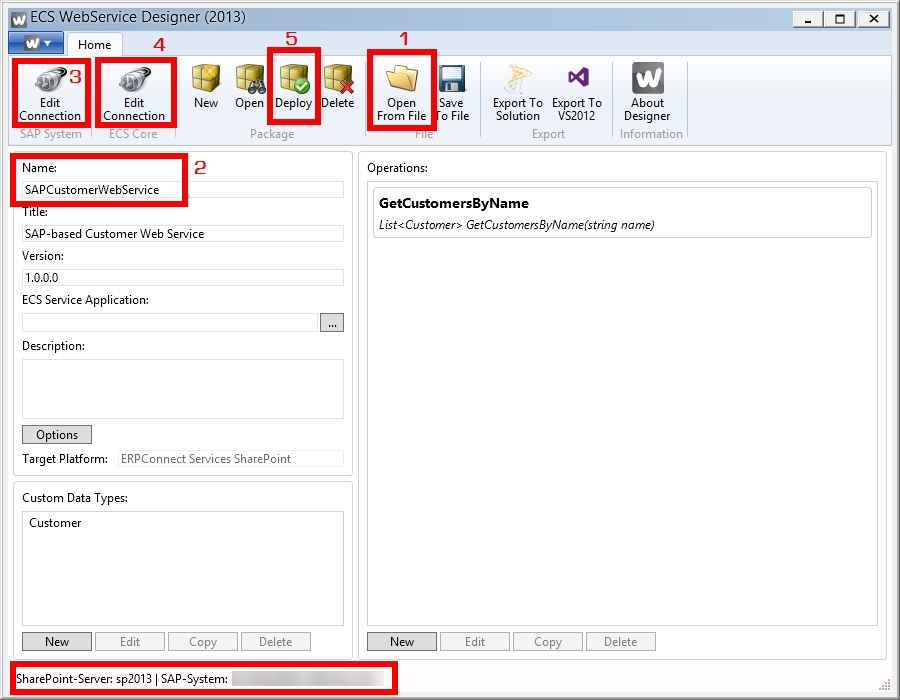 ECS WebService Designer (2013)
Home
4
5
1
3
Edit
Connection
SAP System
Edit
Connection
ECS Core
New
Open
Deploy
Delete
Package
Open
From File
Save
To File
File
Export To
Solution
Export To
VS2012
Export
About
Designer
Information
2
Name:
SAPCustomerWebService
Title:
SAP-based Customer Web Service
Version:
1.0.0.0
ECS Service Application:
...
Description:
Options
Target Platform: ERPConnect Services SharePoint
Custom Data Types:
Customer
New Edit Copy Delete
Operations:
GetCustomersByName
List<Customer> GetCustomersByName(string name)
New Edit Copy Delete
SharePoint-Server: sp2013 | SAP-System: